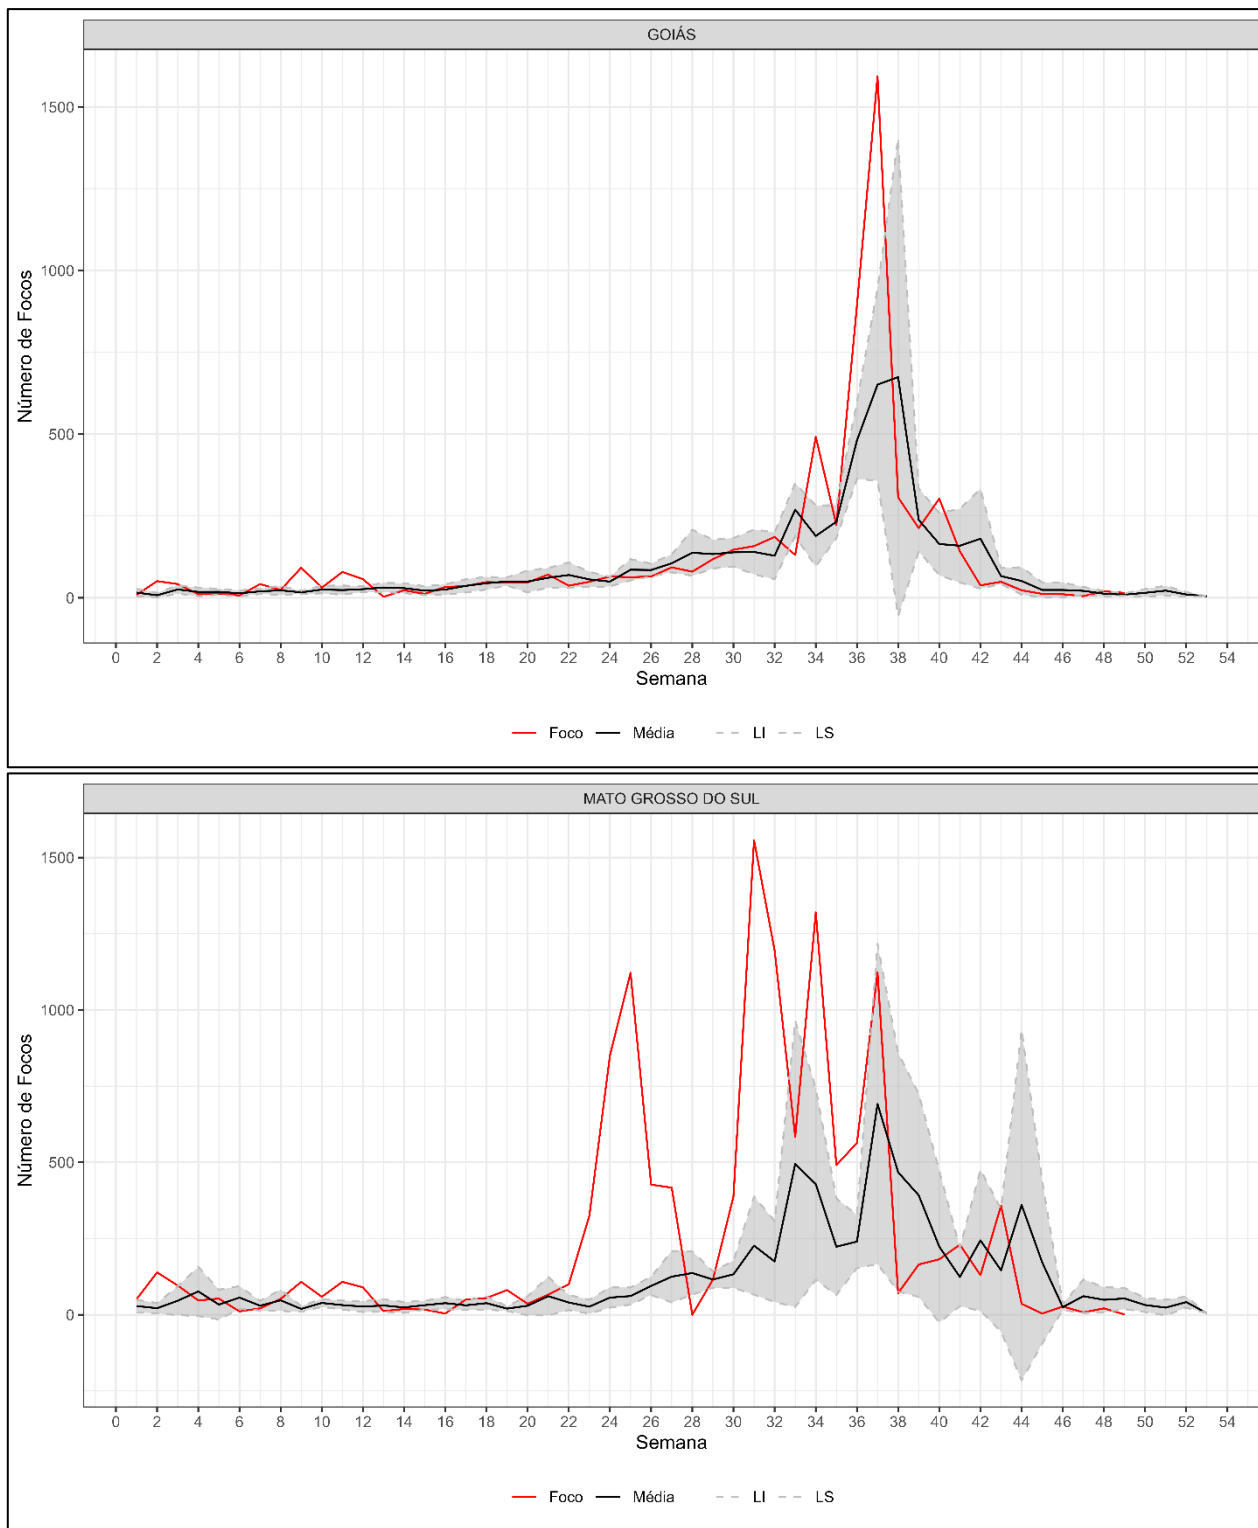 GOIÁS
Número de Focos
1500
1000
500
0
0 2 4 6 8 10 12 14 16 18 20 22 24 26 28 30 32 34 36 38 40 42 44 46 48 50 52 54
Semana
Foco Média LI LS
MATO GROSSO DO SUL
Número de Focos
1500
1000
500
0
0 2 4 6 8 10 12 14 16 18 20 22 24 26 28 30 32 34 36 38 40 42 44 46 48 50 52 54
Semana
Foco Média LI LS